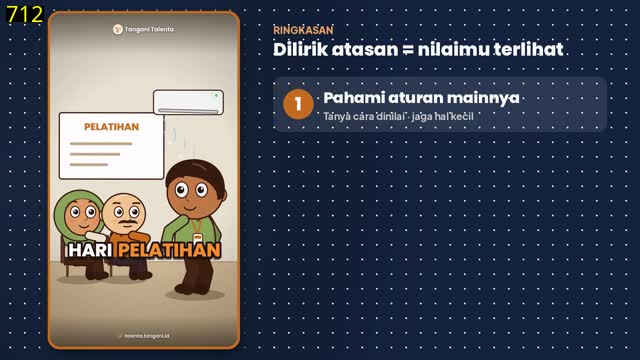 712
Tangani Talenta
PELATIHAN
HARI PELATIHAN
talenta.tangani.id
RINGKASAN
Dilirik atasan = nilaimu terlihat
1
Pahami aturan mainnya
Tanya cara dinilai · jaga hal kecil